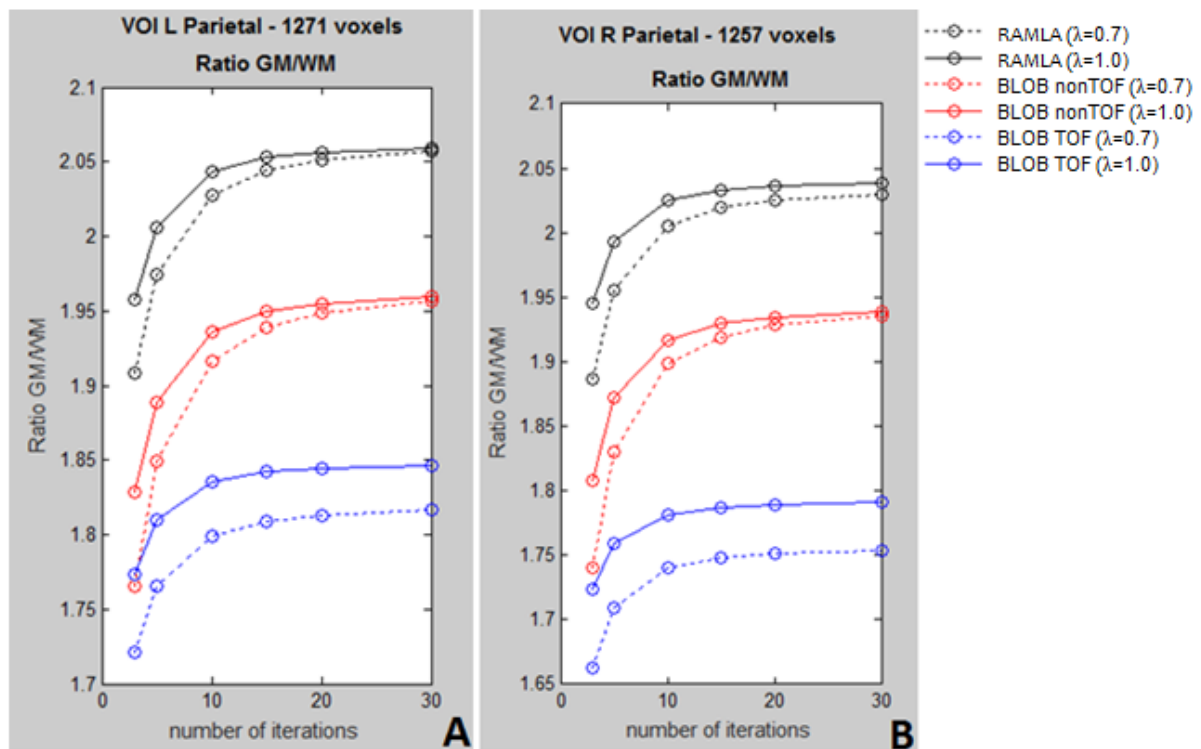 VOI L Parietal - 1271 voxels
Ratio GM/WM
2.1
2.05
2
1.95
1.9
1.85
1.8
1.75
1.7
0
10
20
30
Ratio GM/WM
number of iterations
A
VOI R Parietal - 1257 voxels
Ratio GM/WM
2.1
2.05
2
1.95
1.9
1.85
1.8
1.75
1.7
1.65
0
10
20
30
Ratio GM/WM
number of iterations
B
RAMLA (λ=0.7)
RAMLA (λ=1.0)
BLOB nonTOF (λ=0.7)
BLOB nonTOF (λ=1.0)
BLOB TOF (λ=0.7)
BLOB TOF (λ=1.0)